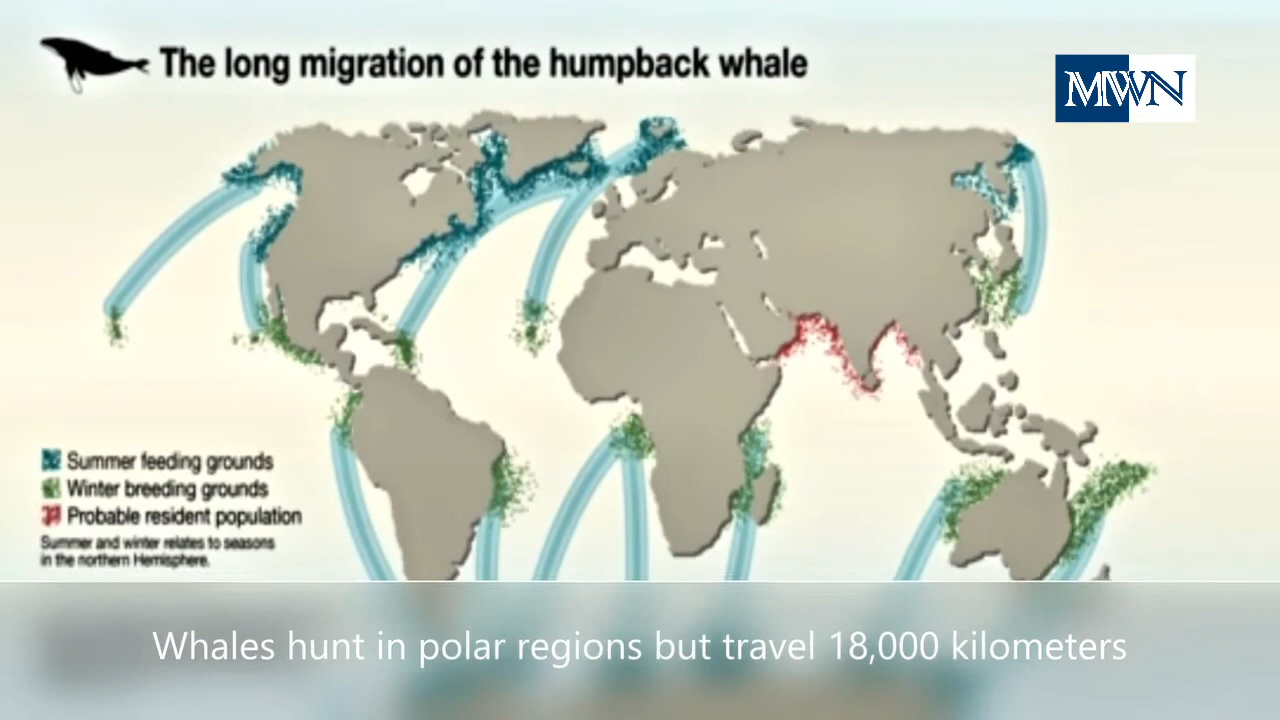 The long migration of the humpback whale
MWN
Summer feeding grounds
Winter breeding grounds
Probable resident population
Summer and winter relates to seasons
in the northern Hemisphere.
Whales hunt in polar regions but travel 18,000 kilometers